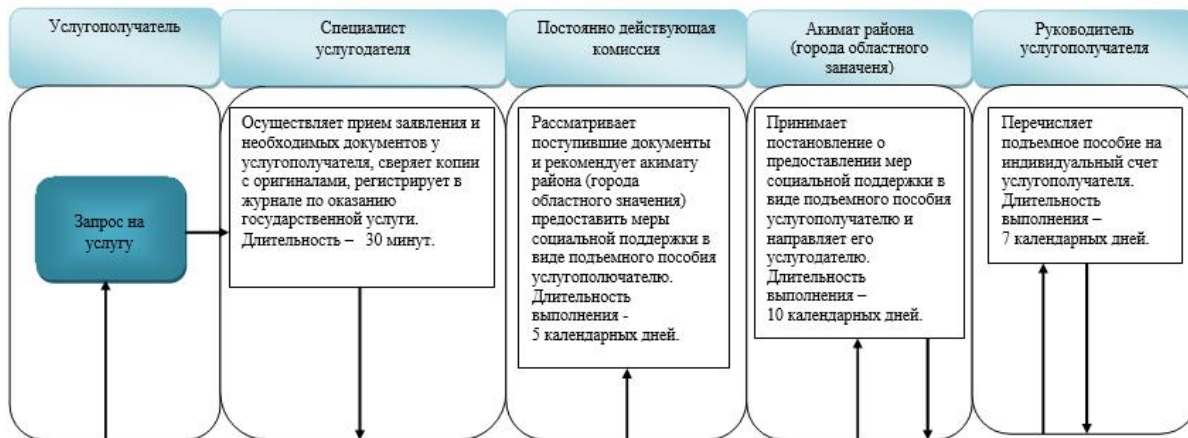 Услугополучатель
Специалист
услугодателя
Постоянно действующая
комиссия
Акимат района
(города областного
заначеня)
Руководитель
услугополучателя
Запрос на
услугу
Осуществляет прием заявления и
необходимых документов у
услугополучателя, сверяет копии
с оригиналами, регистрирует в
журнале по оказанию
государственной услуги.
Длительность – 30 минут.
Рассматривает
поступившие документы
и рекомендует акимату
района (города
областного значения)
предоставить меры
социальной поддержки в
виде подъемного пособия
услугополючателю.
Длительность
выполнения -
5 календарных дней.
Принимает
постановление о
предоставлении мер
социальной поддержки в
виде подъемного пособия
услугополучателю и
направляет его
услугодателю.
Длительность
выполнения –
10 календарных дней.
Перечисляет
подъемное пособие на
индивидуальный счет
услугополучателя.
Длительность
выполнения –
7 календарных дней.